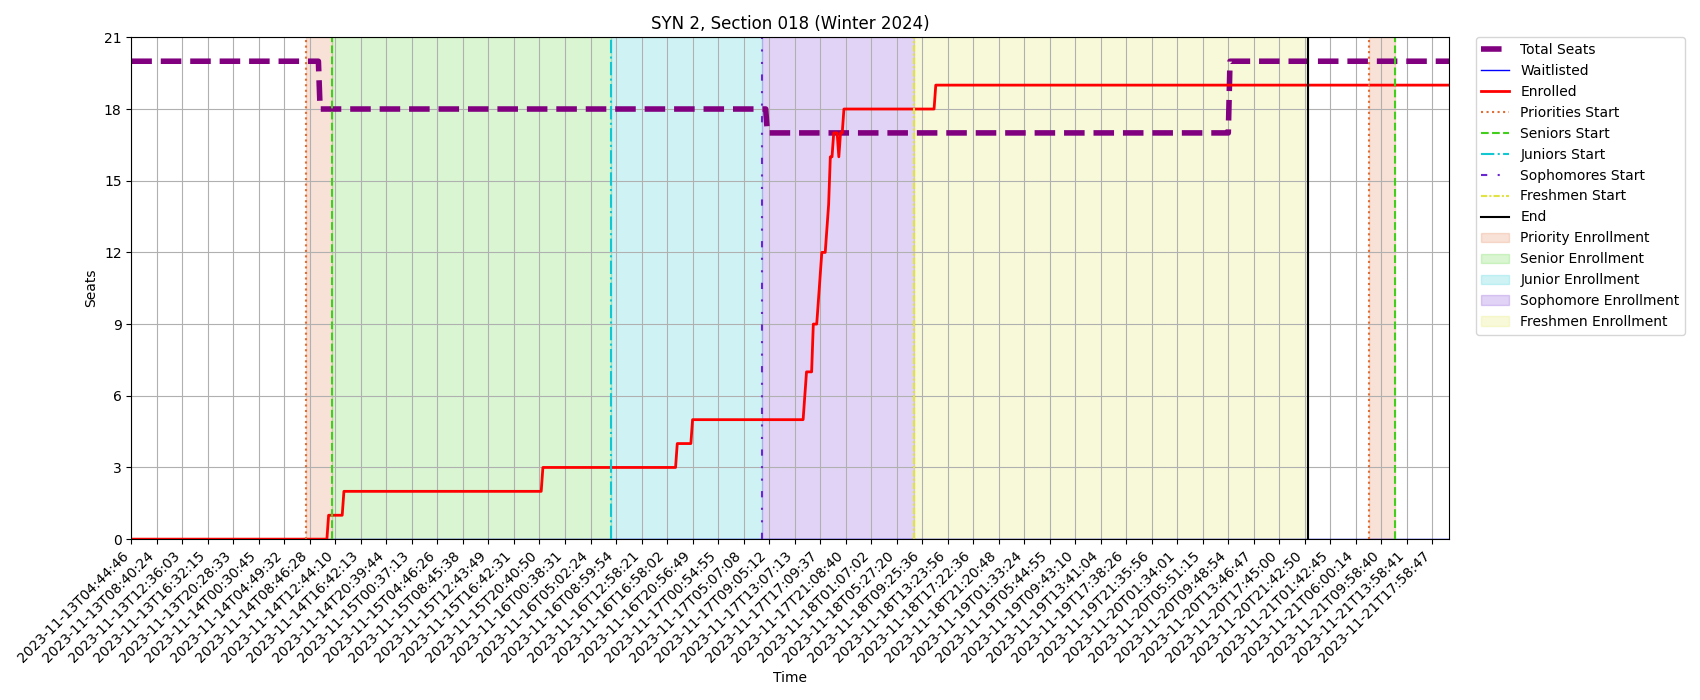 SYN 2, Section 018 (Winter 2024)
21
18
15
12
9
6
3
0
Seats
2023-11-13T04:44:46
2023-11-13T08:40:24
2023-11-13T12:36:03
2023-11-13T16:32:15
2023-11-13T20:28:33
2023-11-14T00:30:45
2023-11-14T04:49:32
2023-11-14T08:46:28
2023-11-14T12:44:10
2023-11-14T16:42:13
2023-11-14T20:39:44
2023-11-15T00:37:13
2023-11-15T04:46:26
2023-11-15T08:45:38
2023-11-15T12:43:49
2023-11-15T16:42:31
2023-11-15T20:40:50
2023-11-16T00:38:31
2023-11-16T05:02:24
2023-11-16T08:59:54
2023-11-16T12:58:21
2023-11-16T16:58:02
2023-11-16T20:56:49
2023-11-17T00:54:55
2023-11-17T05:07:08
2023-11-17T09:05:12
2023-11-17T13:07:13
2023-11-17T17:09:37
2023-11-17T21:08:40
2023-11-18T01:07:02
2023-11-18T05:27:20
2023-11-18T09:25:36
2023-11-18T13:23:56
2023-11-18T17:22:36
2023-11-18T21:20:48
2023-11-19T01:33:24
2023-11-19T05:44:55
2023-11-19T09:43:10
2023-11-19T13:41:04
2023-11-19T17:38:26
2023-11-19T21:35:56
2023-11-20T01:34:01
2023-11-20T05:51:15
2023-11-20T09:48:54
2023-11-20T13:46:47
2023-11-20T17:45:00
2023-11-20T21:42:50
2023-11-21T01:42:45
2023-11-21T06:00:14
2023-11-21T09:58:40
2023-11-21T13:58:41
2023-11-21T17:58:47
Time
Total Seats
Waitlisted
Enrolled
Priorities Start
Seniors Start
Juniors Start
Sophomores Start
Freshmen Start
End
Priority Enrollment
Senior Enrollment
Junior Enrollment
Sophomore Enrollment
Freshmen Enrollment